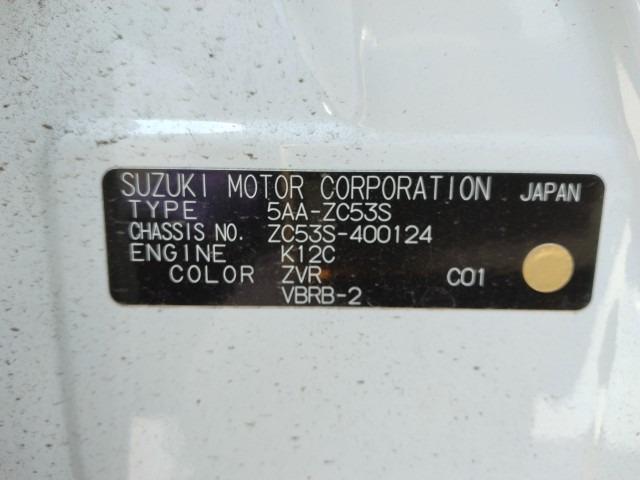 SUZUKI MOTOR CORPORATION JAPAN
TYPE 5AA-ZC53S
CHASSIS NO. ZC53S-400124
ENGINE K12C
COLOR ZVR C01
VBRB-2